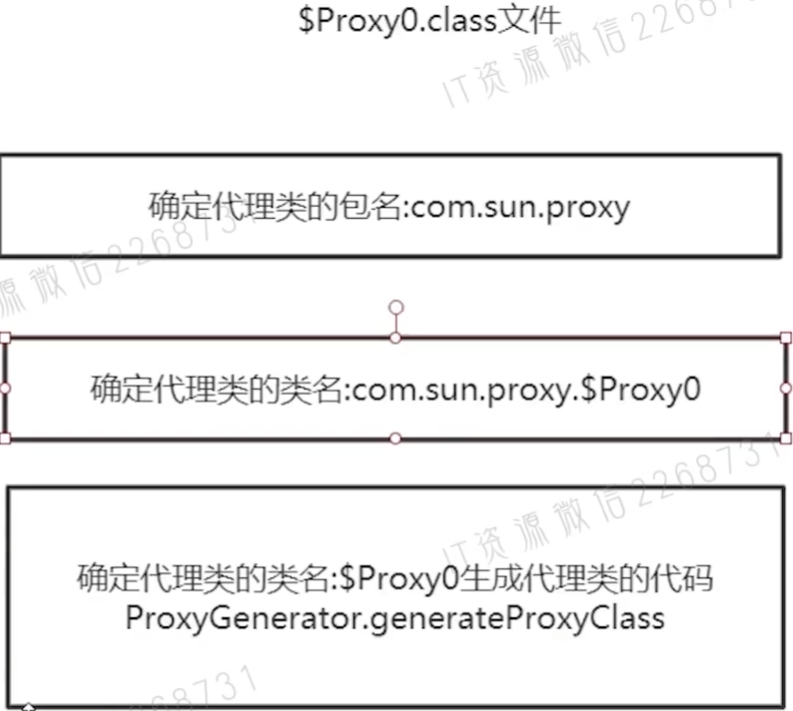 $Proxy0.class文件
IT资源微信22687
确定代理类的包名:com.sun.proxy
源微信2268731
确定代理类的类名:com.sun.proxy.$Proxy0
IT资源微信2268731
确定代理类的类名:$Proxy0生成代理类的代码
ProxyGenerator.generateProxyClass
68731